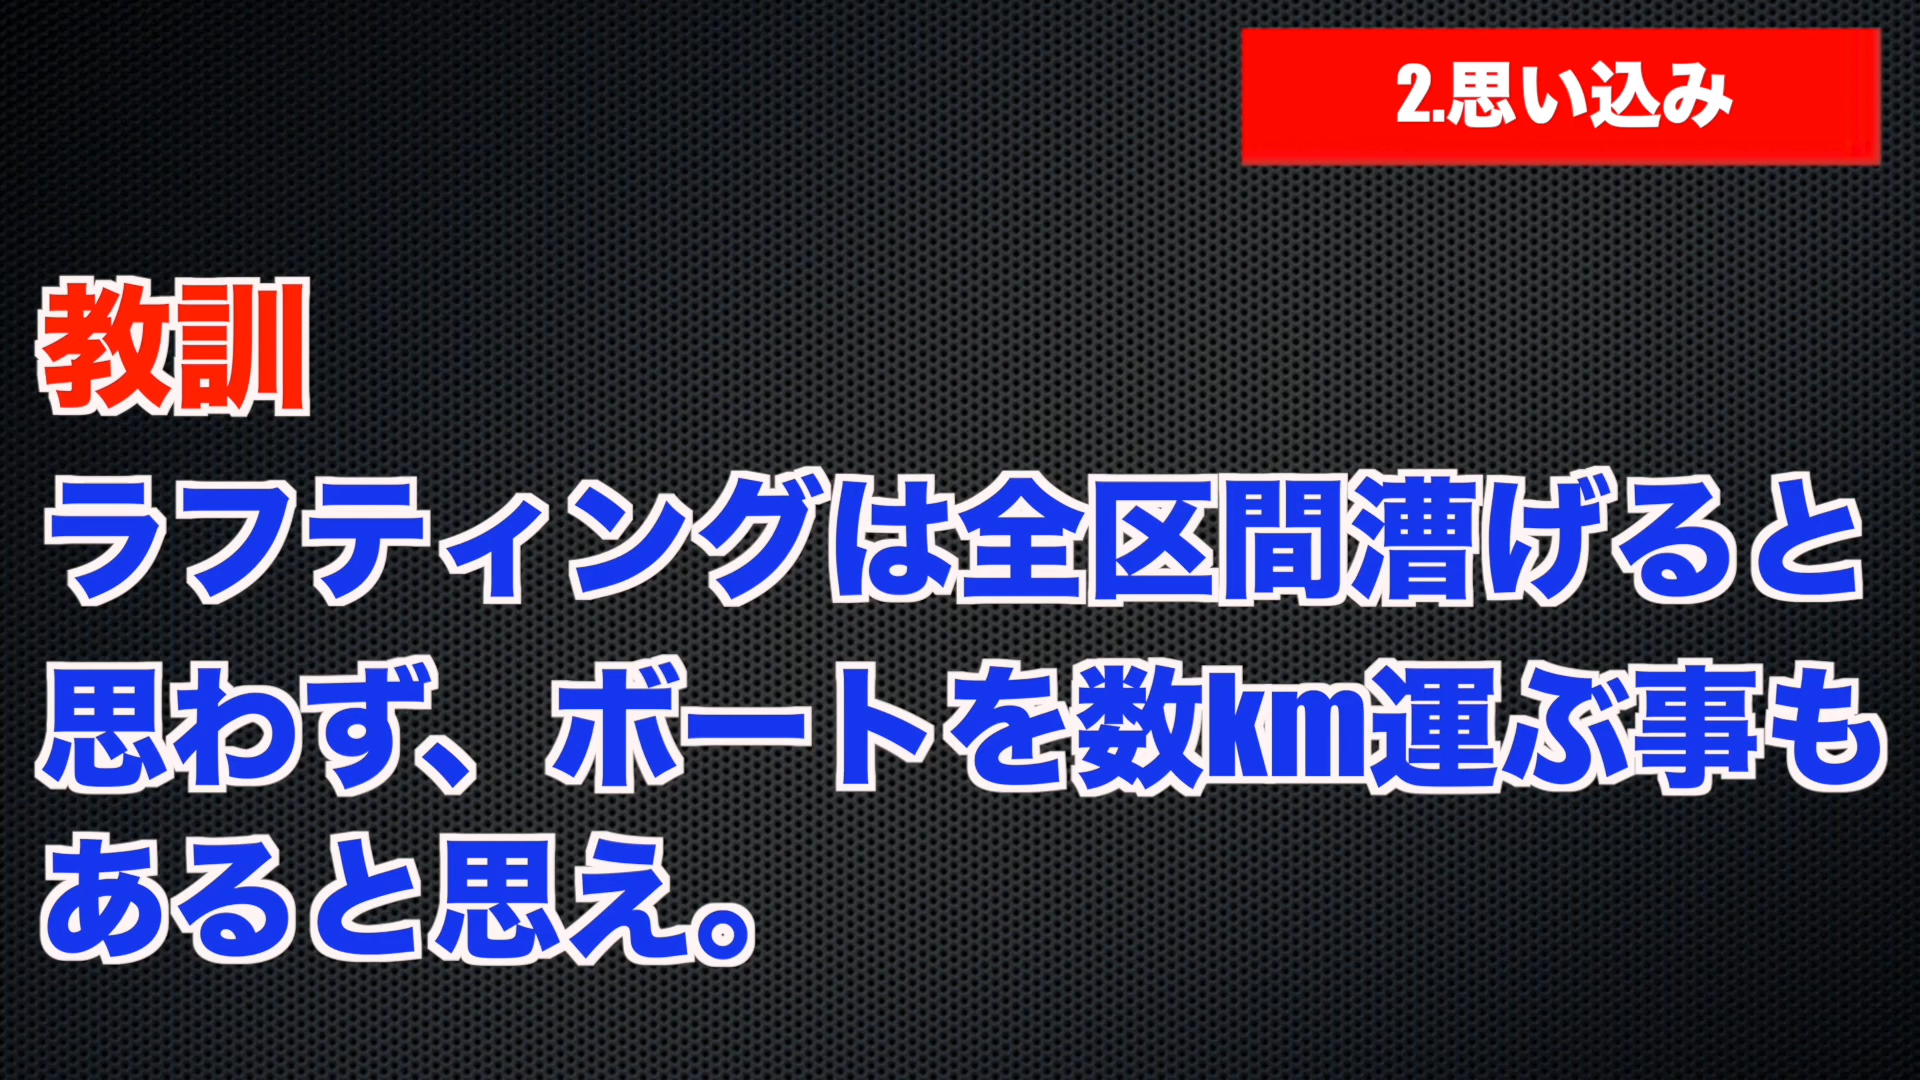 2.思い込み
教訓
ラフティングは全区間漕げると
思わず、ボートを数km運ぶ事も
あると思え。